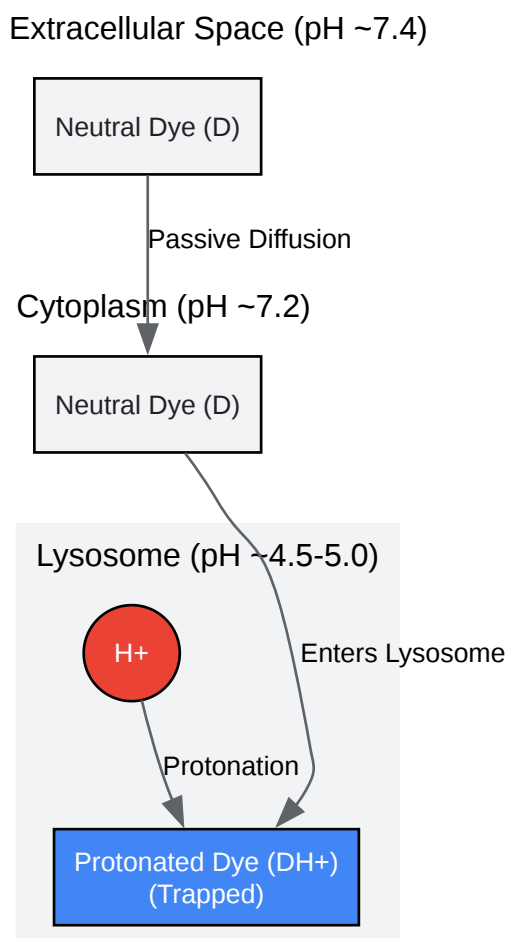 Extracellular Space (pH ~7.4)
Neutral Dye (D)
Passive Diffusion
Cytoplasm (pH ~7.2)
Neutral Dye (D)
Lysosome (pH ~4.5-5.0)
H+
Enters Lysosome
Protonation
Protonated Dye (DH+)
(Trapped)